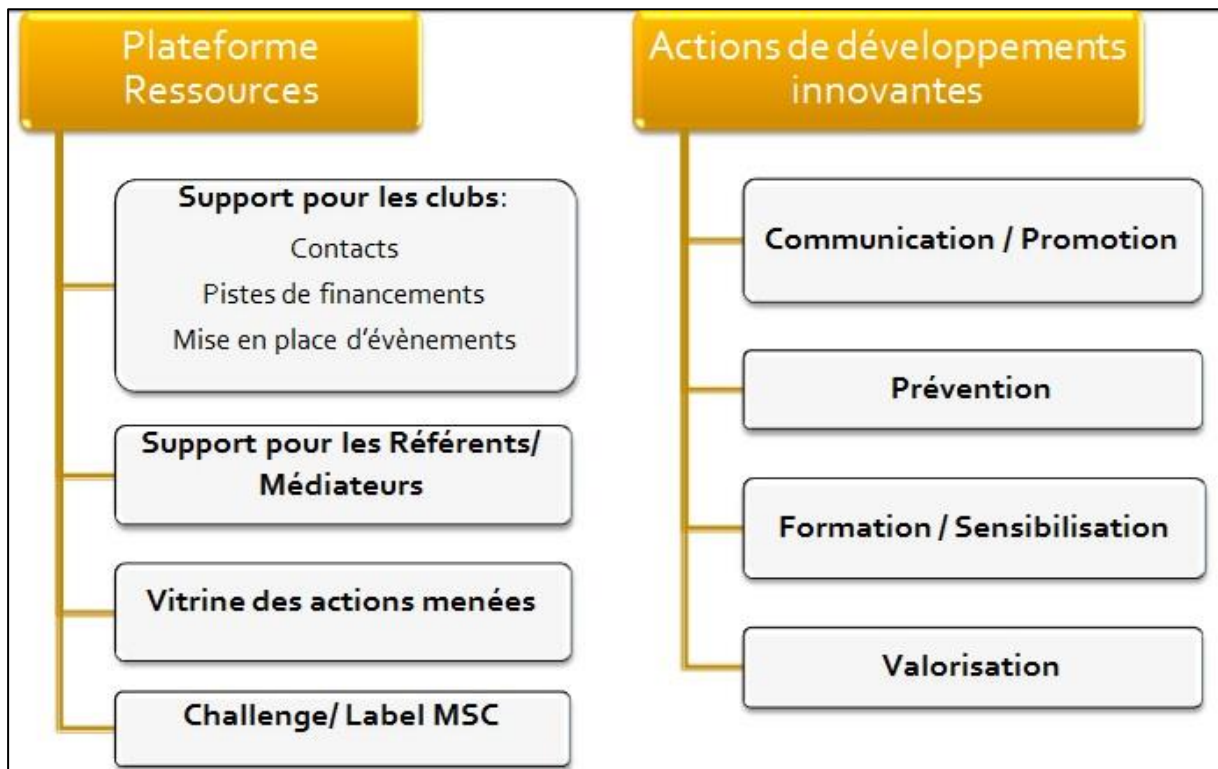 Plateforme
Ressources
Support pour les clubs:
Contacts
Pistes de financements
Mise en place d’évènements
Support pour les Référents/
Médiateurs
Vitrine des actions menées
Challenge/ Label MSC
Actions de développements
innovantes
Communication / Promotion
Prévention
Formation / Sensibilisation
Valorisation